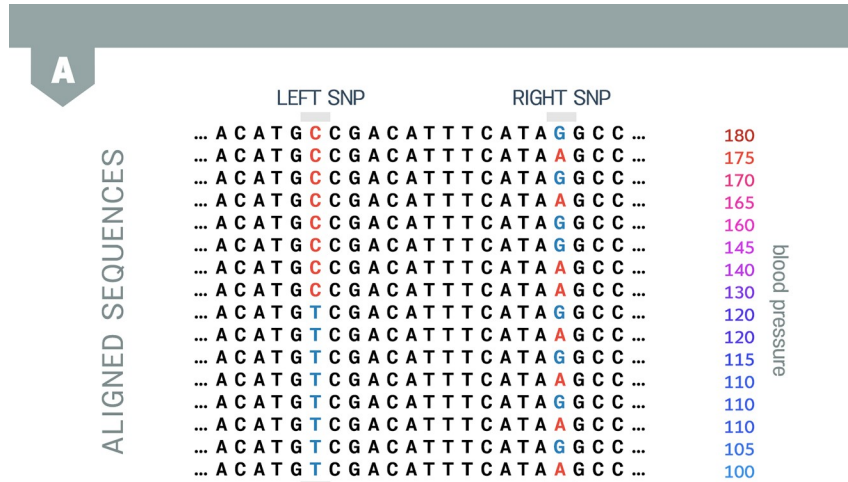 A
LEFT SNP RIGHT SNP
... A C A T G C C G A C A T T T C A T A G G C C ... 180
... A C A T G C C G A C A T T T C A T A A G C C ... 175
... A C A T G C C G A C A T T T C A T A G G C C ... 170
... A C A T G C C G A C A T T T C A T A A G C C ... 165
... A C A T G C C G A C A T T T C A T A G G C C ... 160
... A C A T G C C G A C A T T T C A T A G G C C ... 145
... A C A T G C C G A C A T T T C A T A A G C C ... 140
... A C A T G C C G A C A T T T C A T A A G C C ... 130
... A C A T G T C G A C A T T T C A T A G G C C ... 120
... A C A T G T C G A C A T T T C A T A A G C C ... 120
... A C A T G T C G A C A T T T C A T A G G C C ... 115
... A C A T G T C G A C A T T T C A T A A G C C ... 110
... A C A T G T C G A C A T T T C A T A G G C C ... 110
... A C A T G T C G A C A T T T C A T A A G C C ... 110
... A C A T G T C G A C A T T T C A T A G G C C ... 105
... A C A T G T C G A C A T T T C A T A A G C C ... 100
ALIGNED SEQUENCES
blood pressure